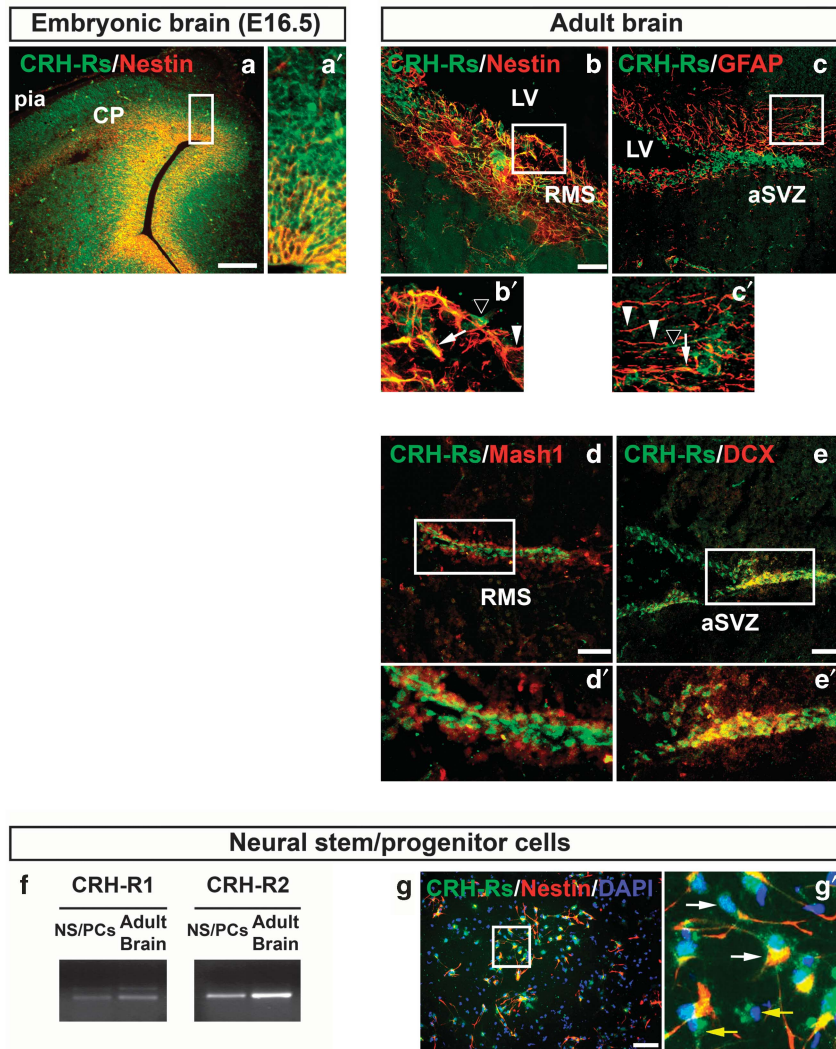 Embryonic brain (E16.5)
Adult brain
CRH-Rs/Nestin
a
a′
pia
CP
CRH-Rs/Nestin
b
LV
RMS
CRH-Rs/GFAP
c
LV
aSVZ
b′
c′
CRH-Rs/Mash1
d
RMS
CRH-Rs/DCX
e
aSVZ
d′
e′
Neural stem/progenitor cells
f
CRH-R1
CRH-R2
NS/PCs
Adult
Brain
NS/PCs
Adult
Brain
g
CRH-Rs/Nestin/DAPI
g′